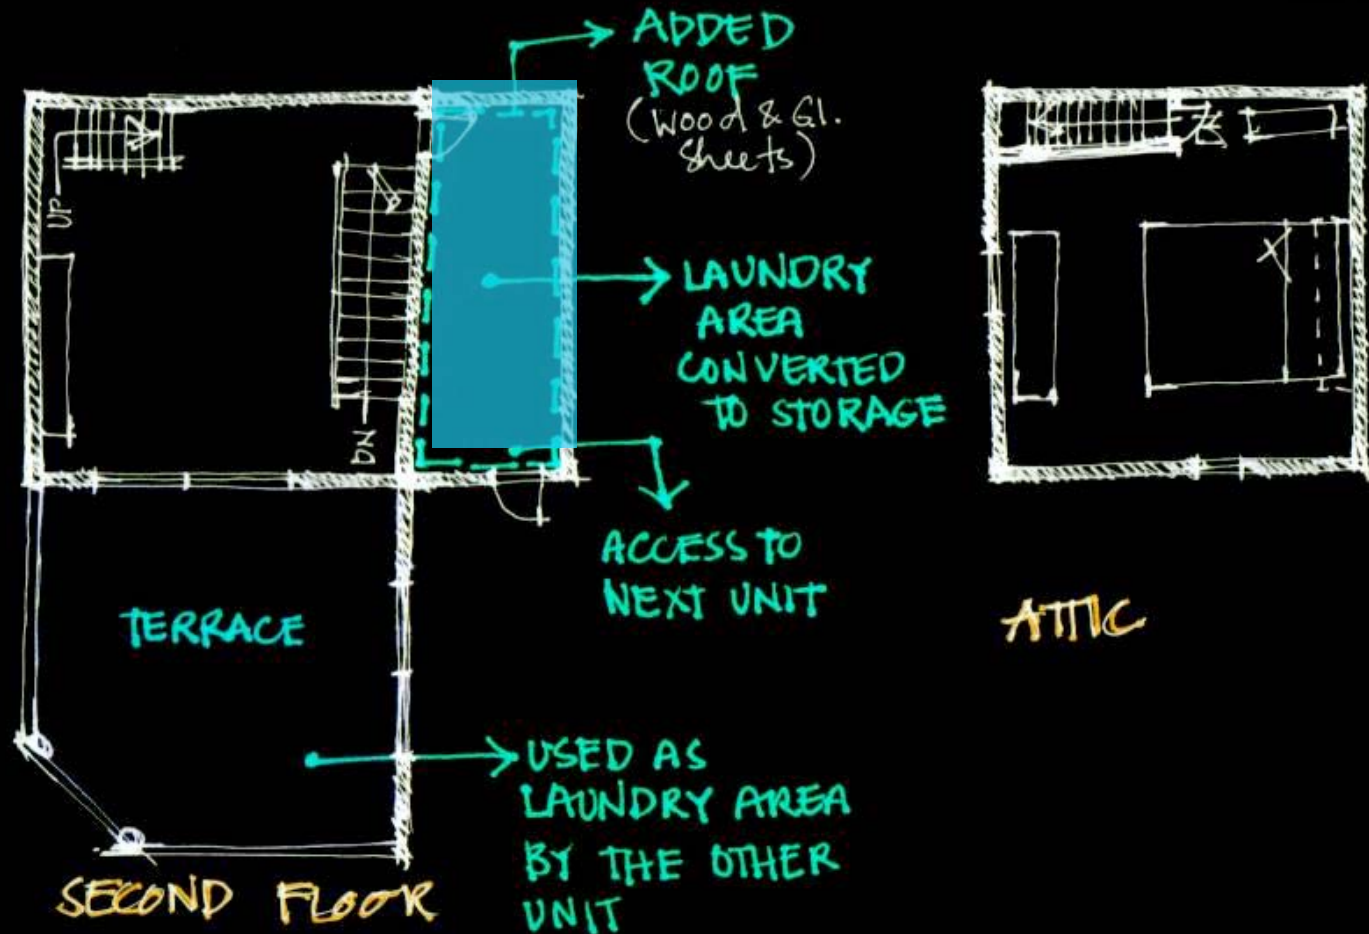 ADDED
ROOF
(Wood & GI.
Sheets)
UP
LAUNDRY
AREA
CONVERTED
TO STORAGE
DN
ACCESS TO
NEXT UNIT
TERRACE
ATTIC
USED AS
LAUNDRY AREA
BY THE OTHER
UNIT
SECOND FLOOR